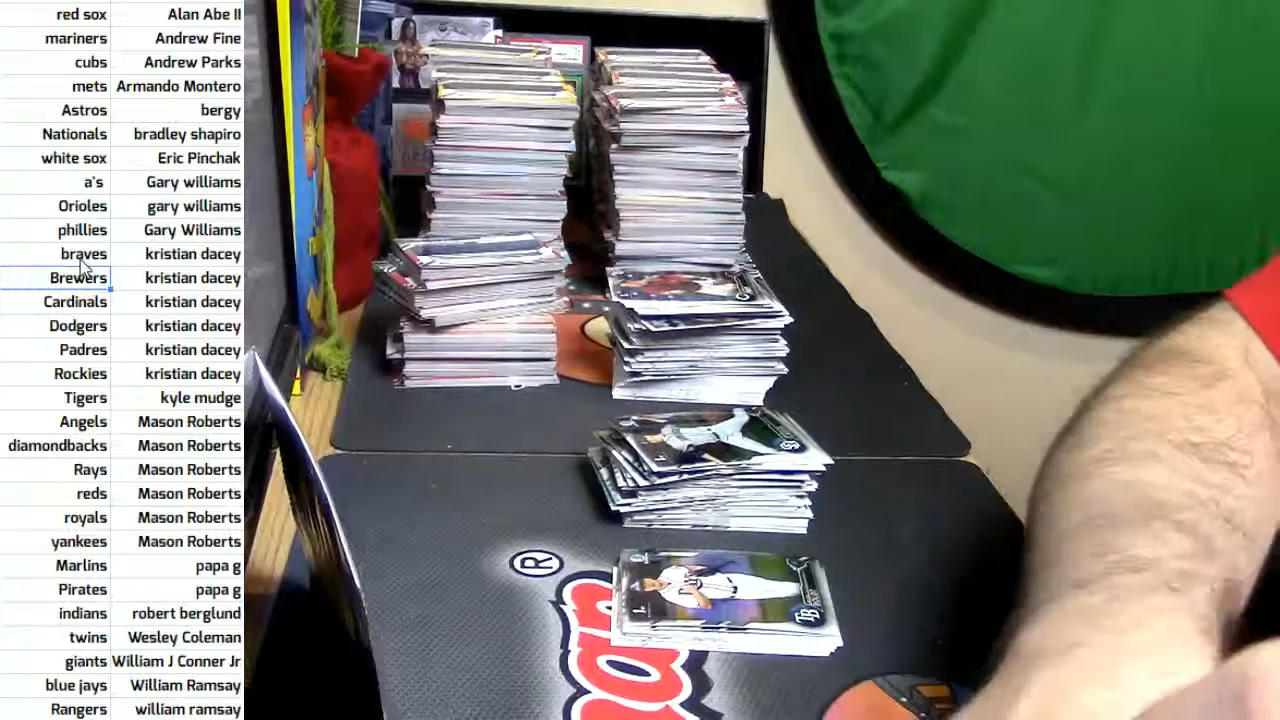 red sox Alan Abe II
mariners Andrew Fine
cubs Andrew Parks
mets Armando Montero
Astros bergy
Nationals bradley shapiro
white sox Eric Pinchak
a's Gary williams
Orioles gary williams
phillies Gary Williams
braves kristian dacey
Brewers kristian dacey
Cardinals kristian dacey
Dodgers kristian dacey
Padres kristian dacey
Rockies kristian dacey
Tigers kyle mudge
Angels Mason Roberts
diamondbacks Mason Roberts
Rays Mason Roberts
reds Mason Roberts
royals Mason Roberts
yankees Mason Roberts
Marlins papa g
Pirates papa g
indians robert berglund
twins Wesley Coleman
giants William J Conner Jr
blue jays William Ramsay
Rangers william ramsay
®